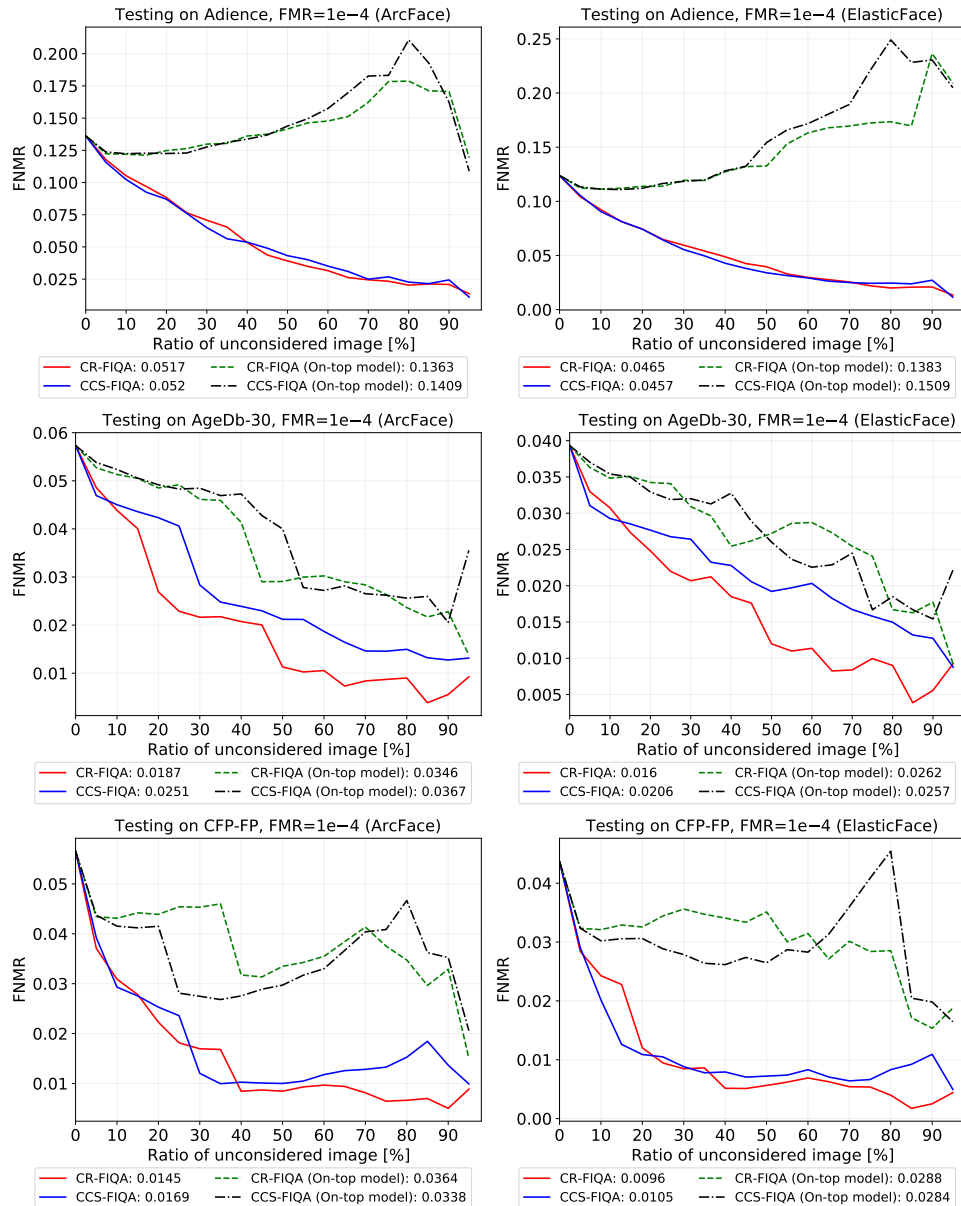 Testing on Adience, FMR=1e−4 (ArcFace)
0.200
0.175
0.150
0.125
0.100
0.075
0.050
0.025
FNMR
0 10 20 30 40 50 60 70 80 90
Ratio of unconsidered image [%]
CR-FIQA: 0.0517 CR-FIQA (On-top model): 0.1363
CCS-FIQA: 0.052 CCS-FIQA (On-top model): 0.1409
Testing on Adience, FMR=1e−4 (ElasticFace)
0.25
0.20
0.15
0.10
0.05
0.00
FNMR
0 10 20 30 40 50 60 70 80 90
Ratio of unconsidered image [%]
CR-FIQA: 0.0465 CR-FIQA (On-top model): 0.1383
CCS-FIQA: 0.0457 CCS-FIQA (On-top model): 0.1509
Testing on AgeDb-30, FMR=1e−4 (ArcFace)
0.06
0.05
0.04
0.03
0.02
0.01
FNMR
0 10 20 30 40 50 60 70 80 90
Ratio of unconsidered image [%]
CR-FIQA: 0.0187 CR-FIQA (On-top model): 0.0346
CCS-FIQA: 0.0251 CCS-FIQA (On-top model): 0.0367
Testing on AgeDb-30, FMR=1e−4 (ElasticFace)
0.040
0.035
0.030
0.025
0.020
0.015
0.010
0.005
FNMR
0 10 20 30 40 50 60 70 80 90
Ratio of unconsidered image [%]
CR-FIQA: 0.016 CR-FIQA (On-top model): 0.0262
CCS-FIQA: 0.0206 CCS-FIQA (On-top model): 0.0257
Testing on CFP-FP, FMR=1e−4 (ArcFace)
0.05
0.04
0.03
0.02
0.01
FNMR
0 10 20 30 40 50 60 70 80 90
Ratio of unconsidered image [%]
CR-FIQA: 0.0145 CR-FIQA (On-top model): 0.0364
CCS-FIQA: 0.0169 CCS-FIQA (On-top model): 0.0338
Testing on CFP-FP, FMR=1e−4 (ElasticFace)
0.04
0.03
0.02
0.01
0.00
FNMR
0 10 20 30 40 50 60 70 80 90
Ratio of unconsidered image [%]
CR-FIQA: 0.0096 CR-FIQA (On-top model): 0.0288
CCS-FIQA: 0.0105 CCS-FIQA (On-top model): 0.0284